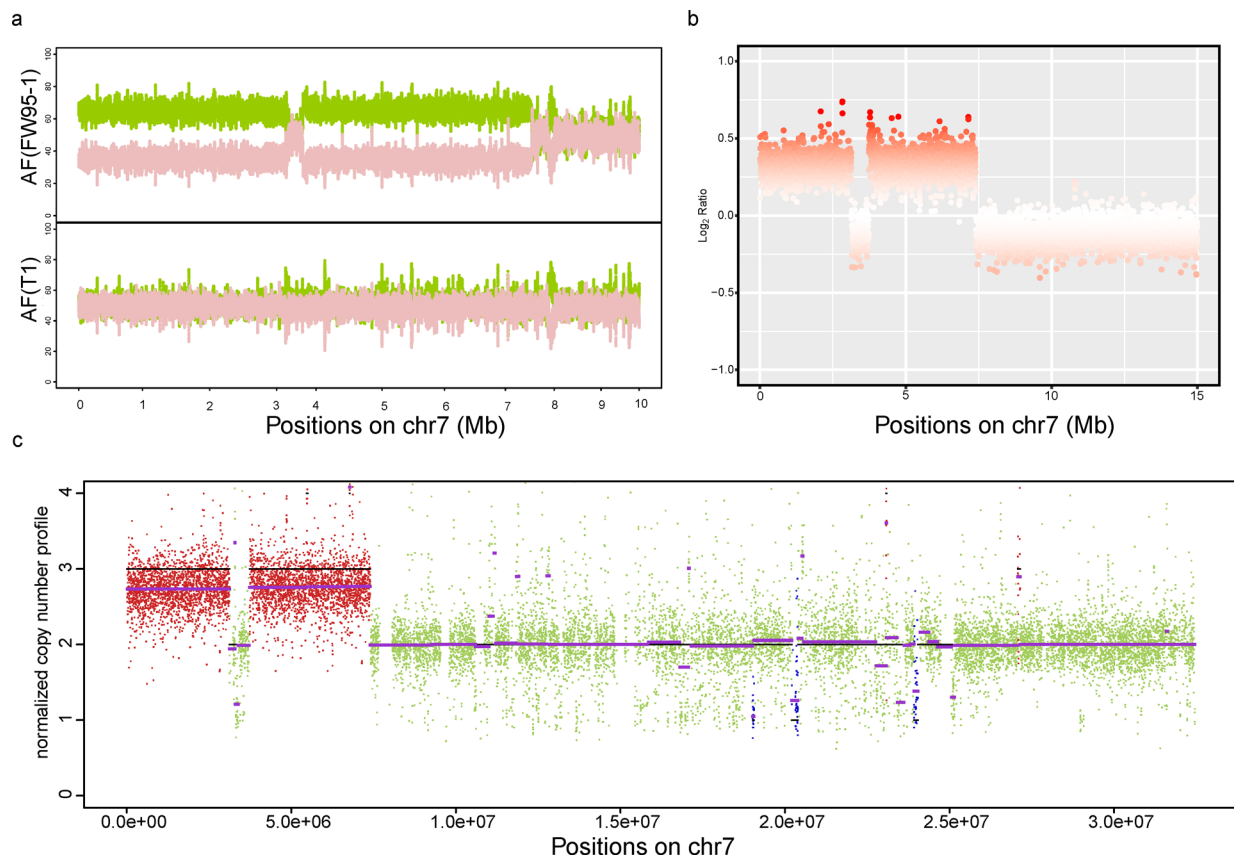 a
AF(FW95-1)
0 20 40 60 80 100
AF(T1)
0 20 40 60 80 100
0 1 2 3 4 5 6 7 8 9 10
Positions on chr7 (Mb)
b
Log2 Ratio
1.0
0.5
0.0
−0.5
−1.0
0 5 10 15
Positions on chr7 (Mb)
c
normalized copy number profile
4
3
2
1
0
0.0e+00 5.0e+06 1.0e+07 1.5e+07 2.0e+07 2.5e+07 3.0e+07
Positions on chr7